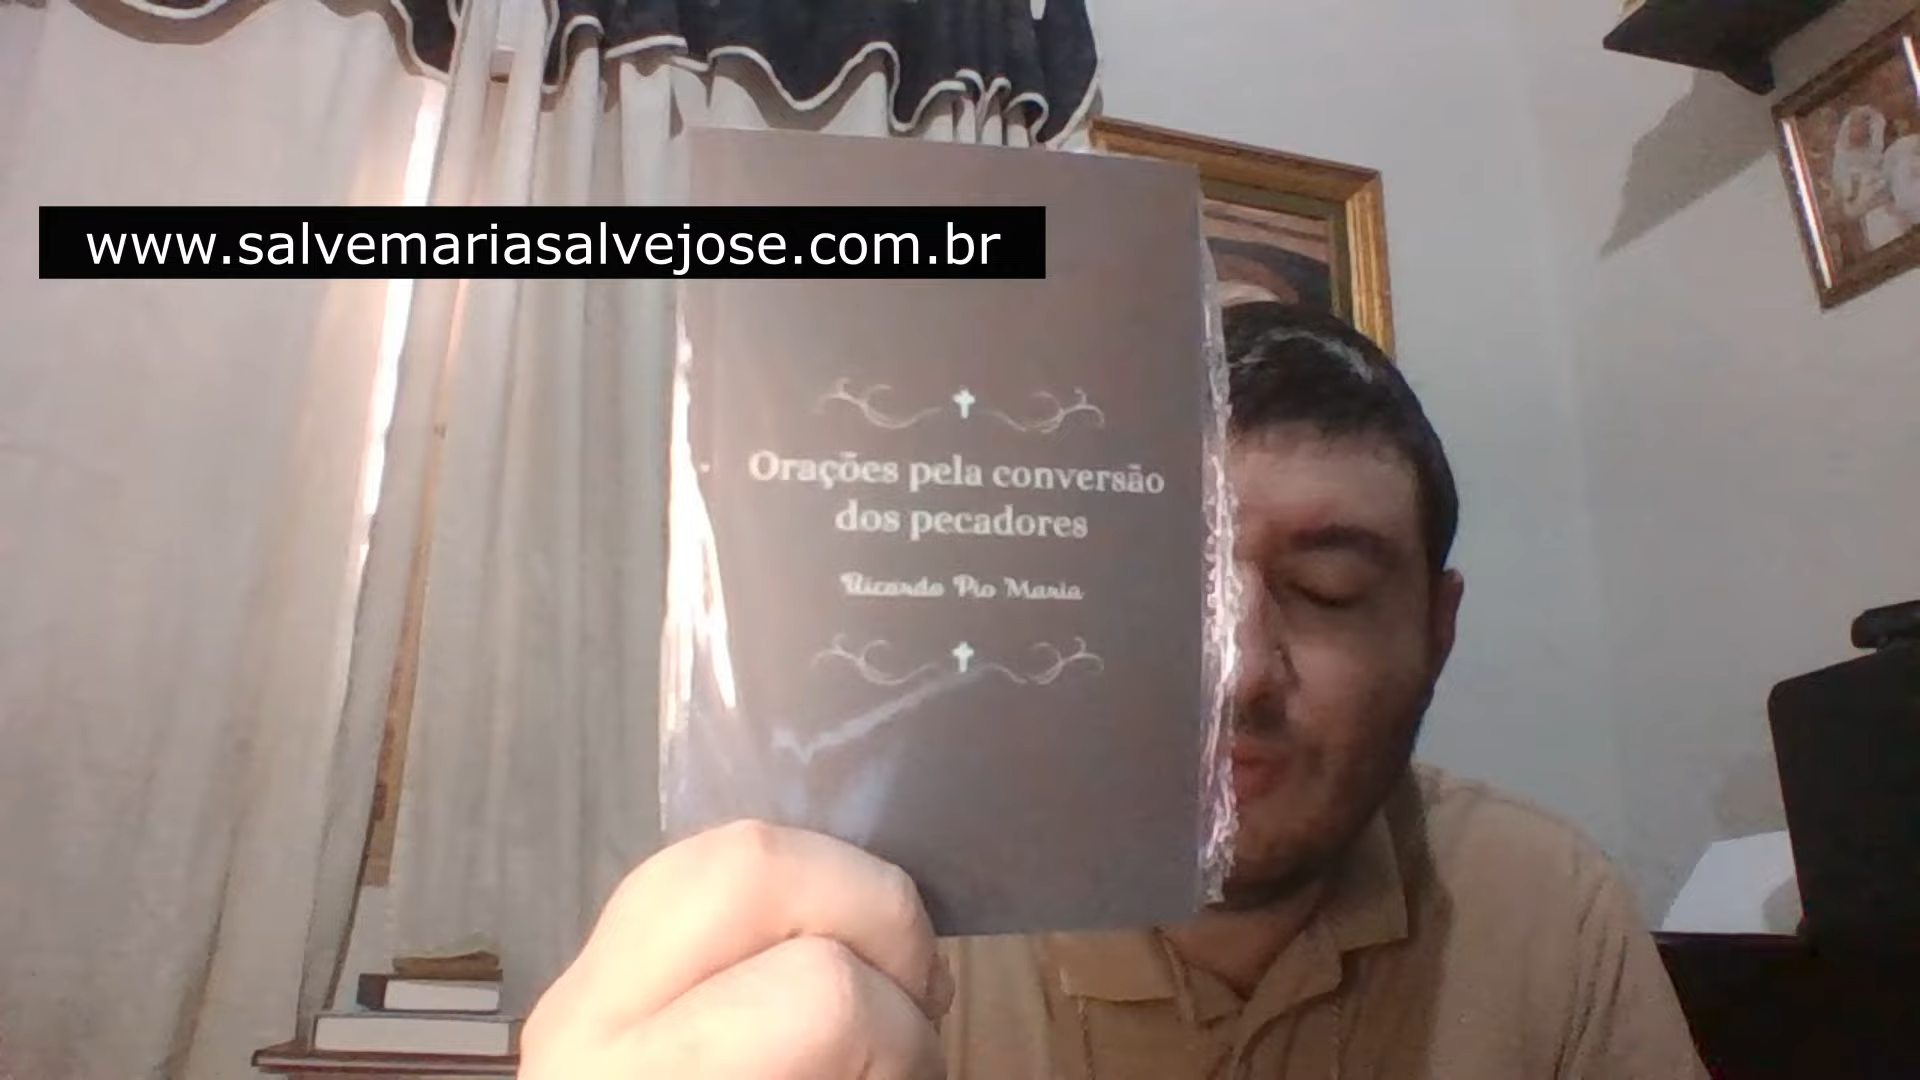 www.salvemariasalvejose.com.br
Orações pela conversão
dos pecadores
Ricardo Pio Maria